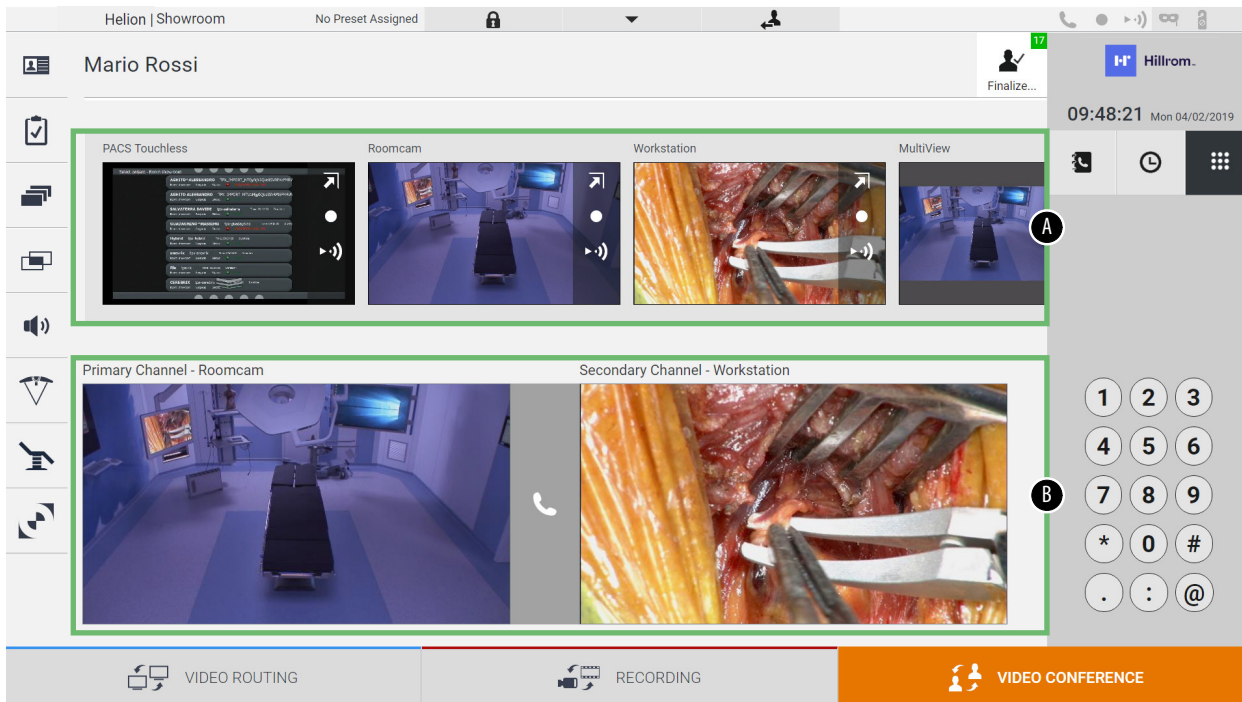 Helion | Showroom
No Preset Assigned
Mario Rossi
17
Finalize...
Hillrom
09:48:21 Mon 04/02/2019
PACS Touchless
Roomcam
Workstation
MultiView
A
Primary Channel - Roomcam
Secondary Channel - Workstation
B
1 2 3
4 5 6
7 8 9
* 0 #
. : @
VIDEO ROUTING
RECORDING
VIDEO CONFERENCE